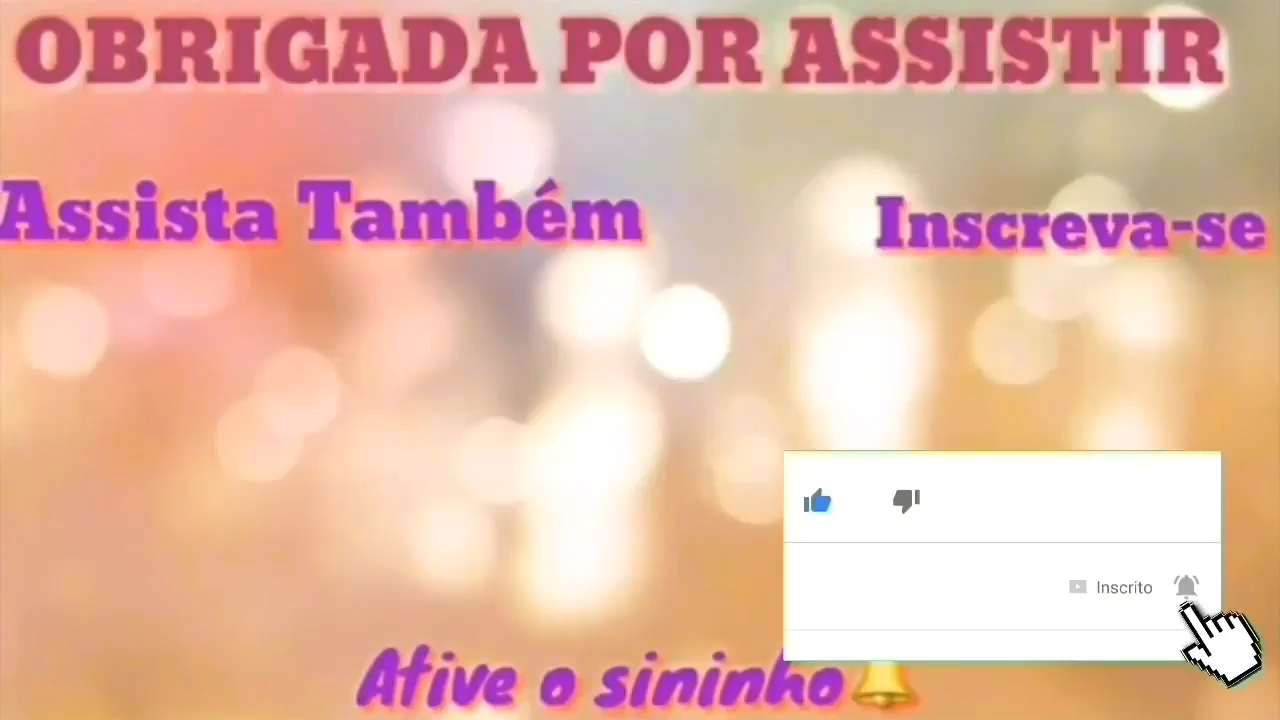 OBRIGADA POR ASSISTIR
Assista Também
Inscreva-se
Inscrito
Ative o sininho